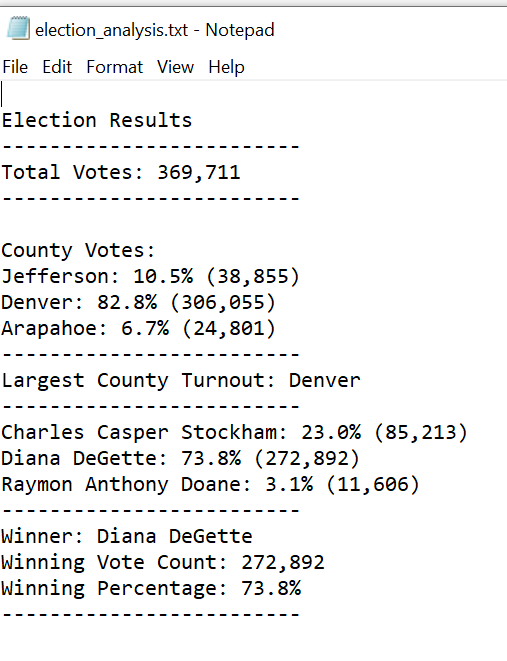 election_analysis.txt - Notepad
File Edit Format View Help
Election Results
-------------------------
Total Votes: 369,711
-------------------------
County Votes:
Jefferson: 10.5% (38,855)
Denver: 82.8% (306,055)
Arapahoe: 6.7% (24,801)
-------------------------
Largest County Turnout: Denver
-------------------------
Charles Casper Stockham: 23.0% (85,213)
Diana DeGette: 73.8% (272,892)
Raymon Anthony Doane: 3.1% (11,606)
-------------------------
Winner: Diana DeGette
Winning Vote Count: 272,892
Winning Percentage: 73.8%
-------------------------